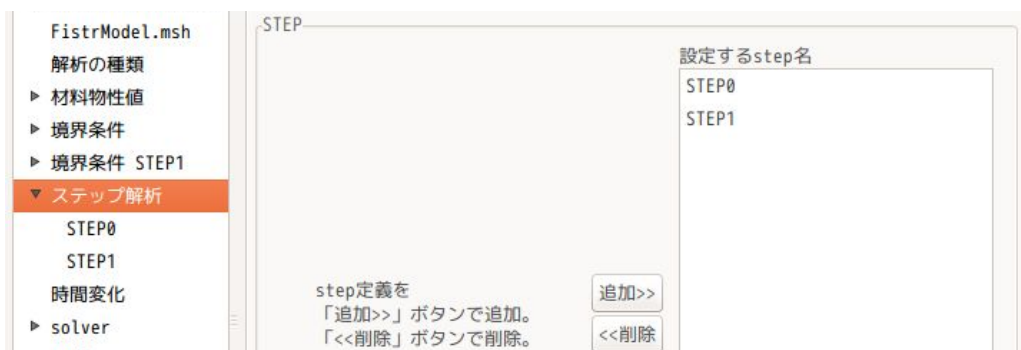 FistrModel.msh
解析の種類
▶ 材料物性値
▶ 境界条件
▶ 境界条件 STEP1
▼ ステップ解析
STEP0
STEP1
時間変化
▶ solver
STEP
設定するstep名
STEP0
STEP1
step定義を
「追加>>」ボタンで追加。
「<<削除」ボタンで削除。
追加>>
<<削除